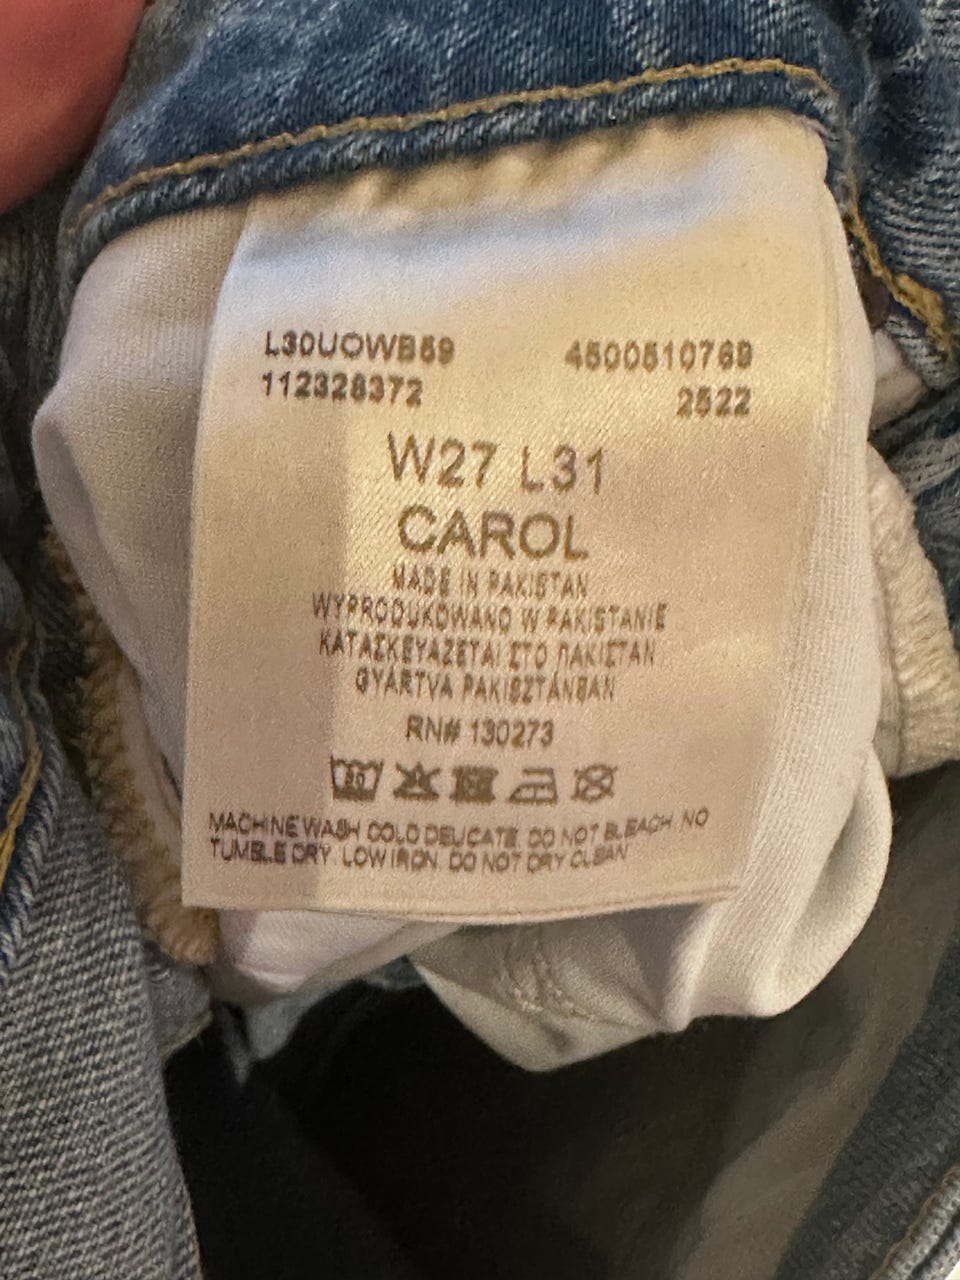 L30UOWB59 4500510769
112328372 2522
W27 L31
CAROL
MADE IN PAKISTAN
WYPRODUKOWANO W PAKISTANIE
ΚΑΤΑΣΚΕΥΑΖΕΤΑΙ ΣΤΟ ΠΑΚΙΣΤΑΝ
GYÁRTVA PAKISZTÁNBAN
RN# 130273
MACHINE WASH COLD DELICATE. DO NOT BLEACH. NO
TUMBLE DRY. LOW IRON. DO NOT DRY CLEAN